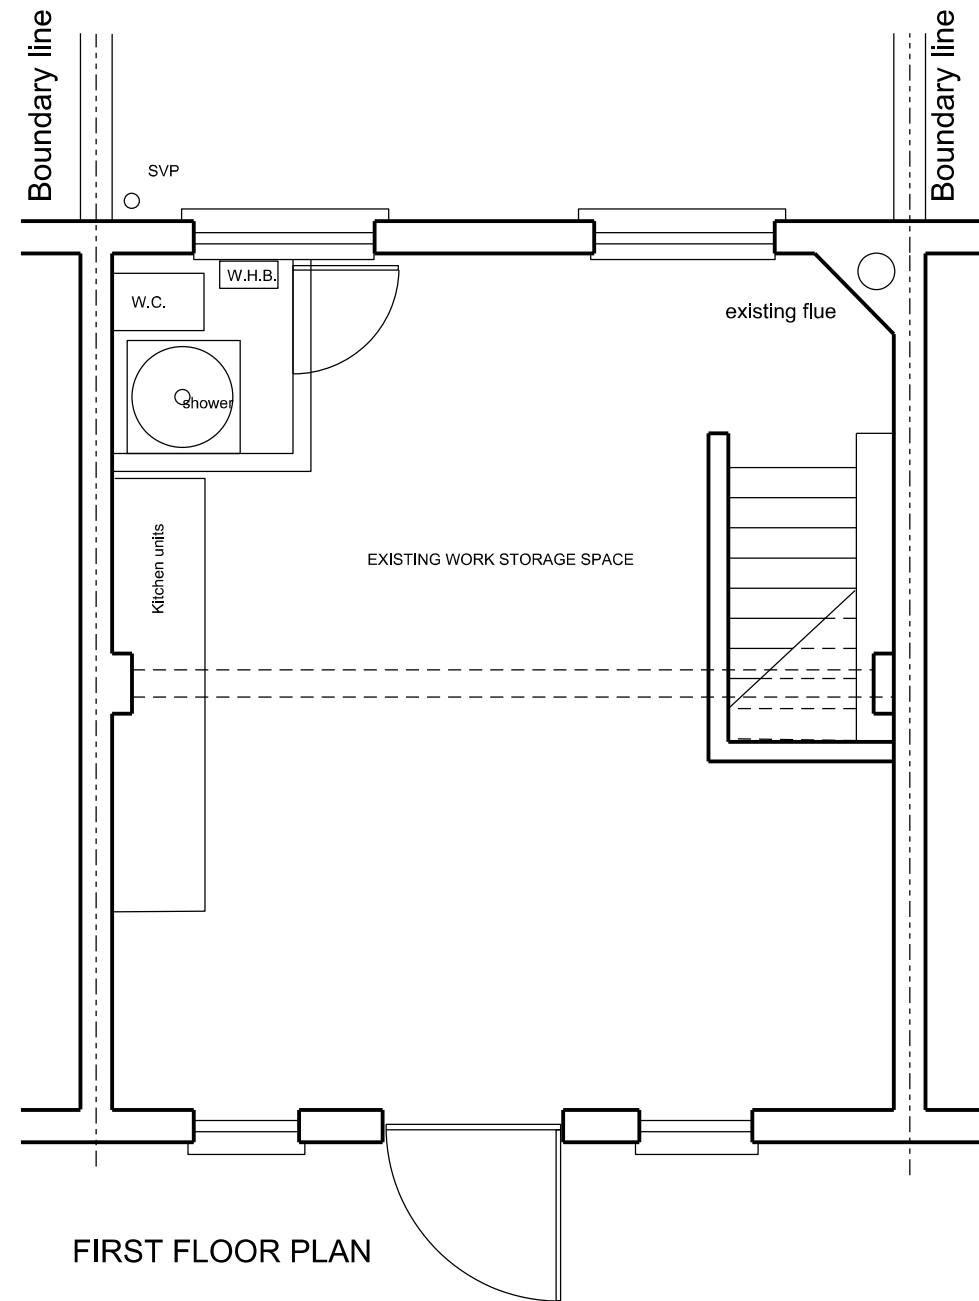 Boundary line
Boundary line
SVP
W.H.B.
W.C.
existing flue
shower
Kitchen units
EXISTING WORK STORAGE SPACE
FIRST FLOOR PLAN